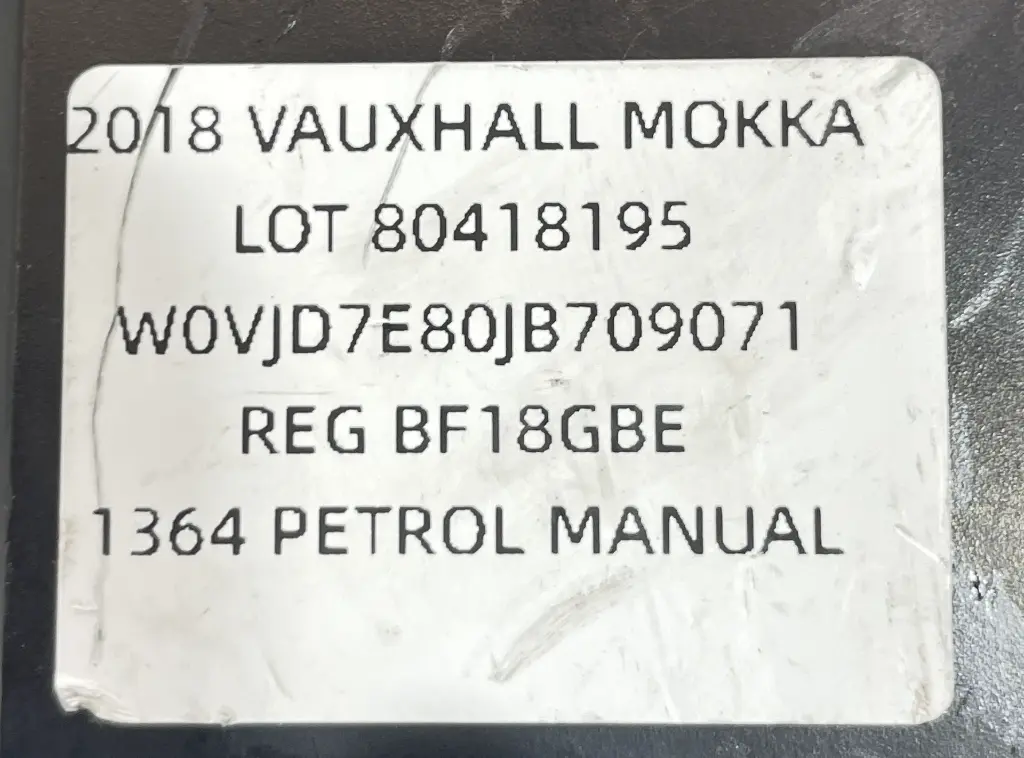 2018 VAUXHALL MOKKA
LOT 80418195
W0VJD7E80JB709071
REG BF18GBE
1364 PETROL MANUAL